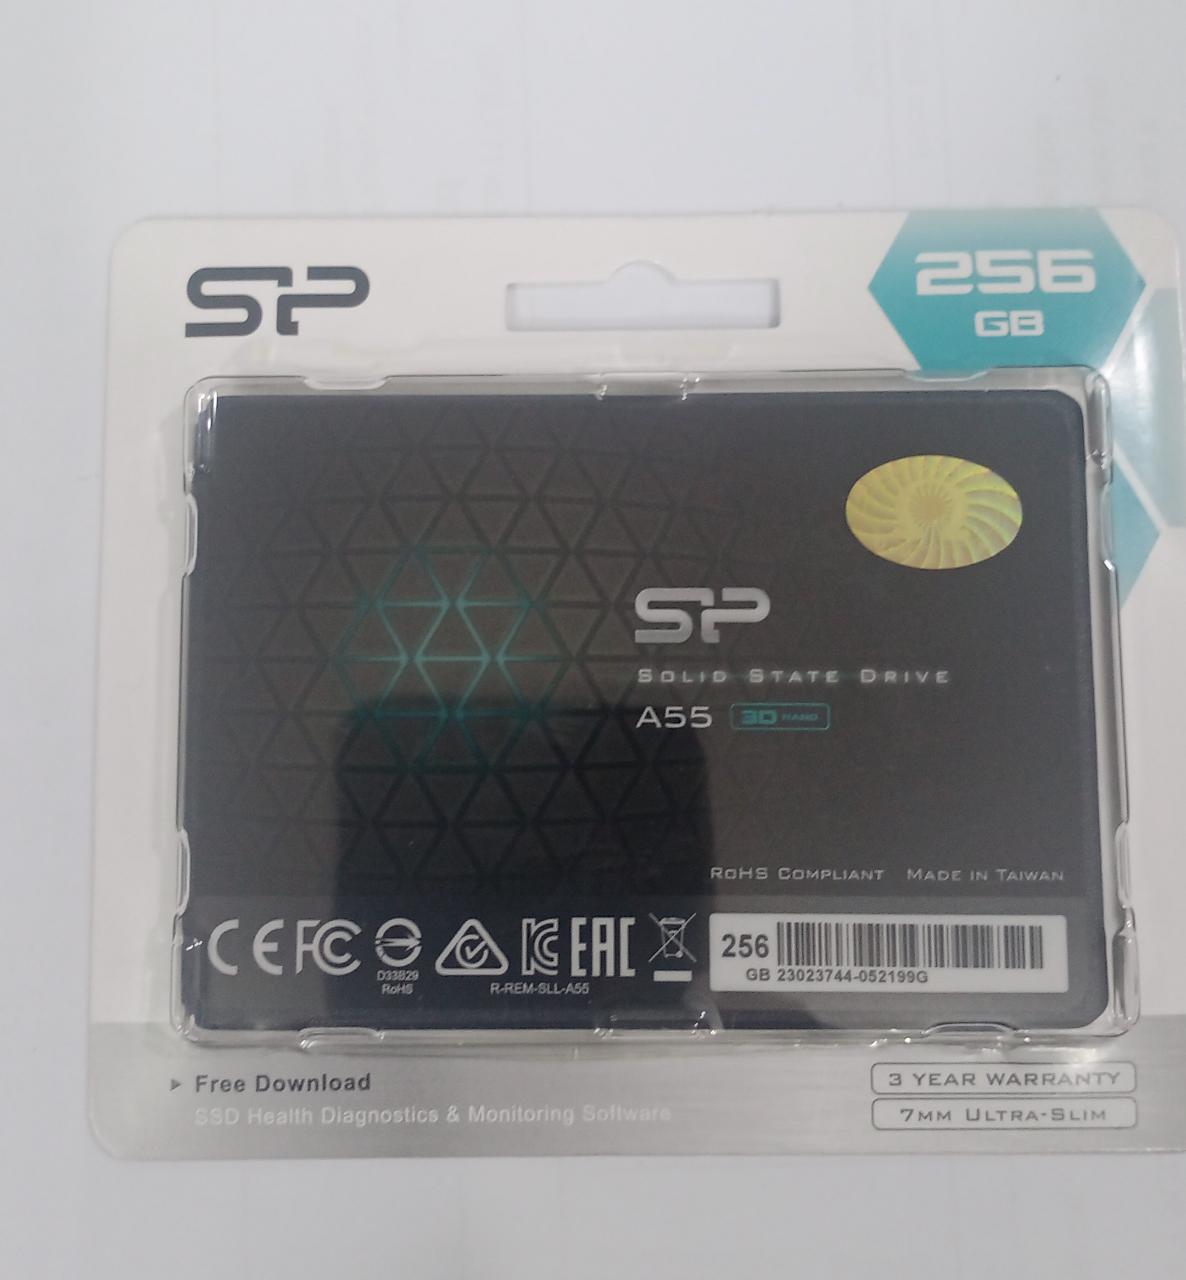 SP
256
GB
SP
SOLID STATE DRIVE
A55 3D NAND
RoHS COMPLIANT MADE IN TAIWAN
CE FC EAC
D33B29
RoHS
R-REM-SLL-A55
256
GB 23023744-052199G
Free Download
SSD Health Diagnostics & Monitoring Software
3 YEAR WARRANTY
7MM ULTRA-SLIM